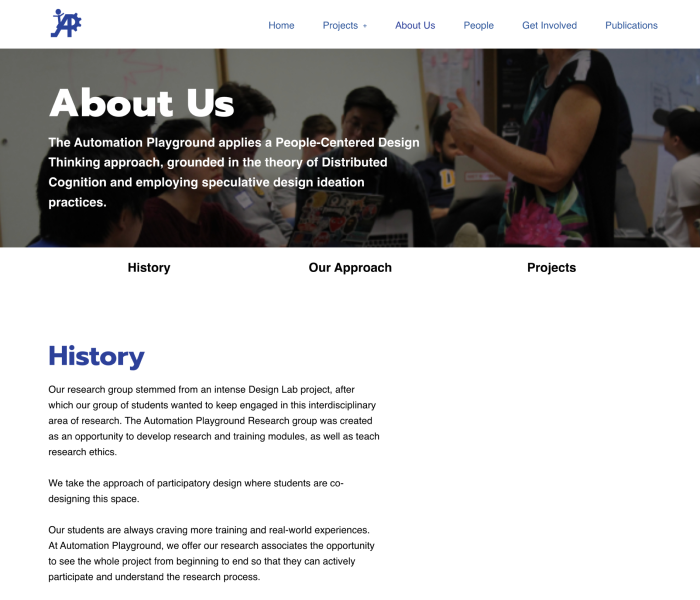 Home
Projects +
About Us
People
Get Involved
Publications
About Us
The Automation Playground applies a People-Centered Design
Thinking approach, grounded in the theory of Distributed
Cognition and employing speculative design ideation
practices.
History
Our Approach
Projects
History
Our research group stemmed from an intense Design Lab project, after
which our group of students wanted to keep engaged in this interdisciplinary
area of research. The Automation Playground Research group was created
as an opportunity to develop research and training modules, as well as teach
research ethics.
We take the approach of participatory design where students are co-
designing this space.
Our students are always craving more training and real-world experiences.
At Automation Playground, we offer our research associates the opportunity
to see the whole project from beginning to end so that they can actively
participate and understand the research process.